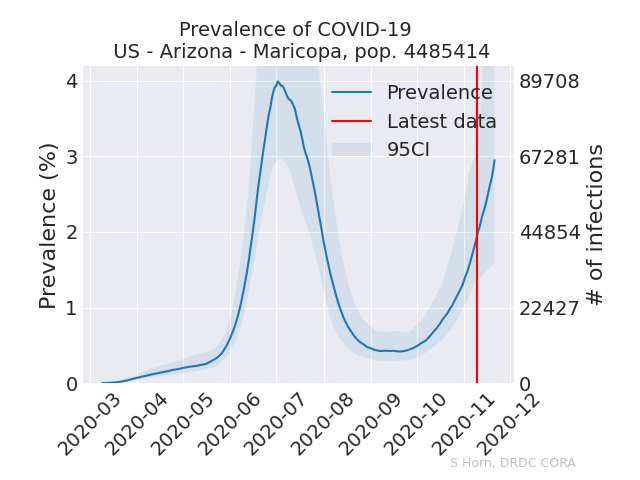 Prevalence of COVID-19
US - Arizona - Maricopa, pop. 4485414
Prevalence (%)
4
3
2
1
0
Prevalence
Latest data
95CI
89708
67281
44854
22427
0
# of infections
2020-03
2020-04
2020-05
2020-06
2020-07
2020-08
2020-09
2020-10
2020-11
2020-12
S Horn, DRDC CORA